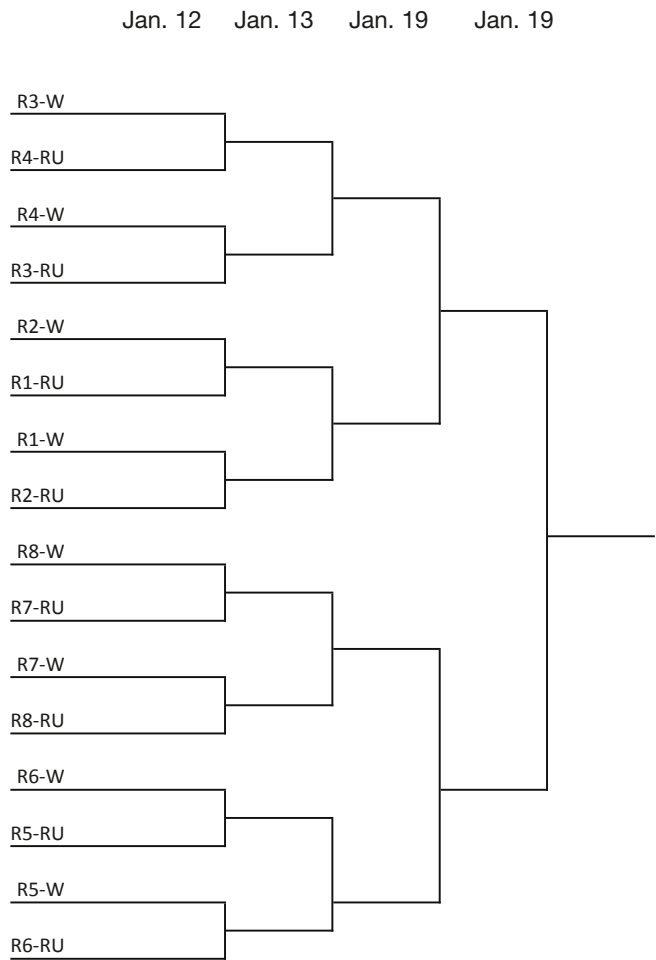 Jan. 12 Jan. 13 Jan. 19 Jan. 19
R3-W
R4-RU
R4-W
R3-RU
R2-W
R1-RU
R1-W
R2-RU
R8-W
R7-RU
R7-W
R8-RU
R6-W
R5-RU
R5-W
R6-RU